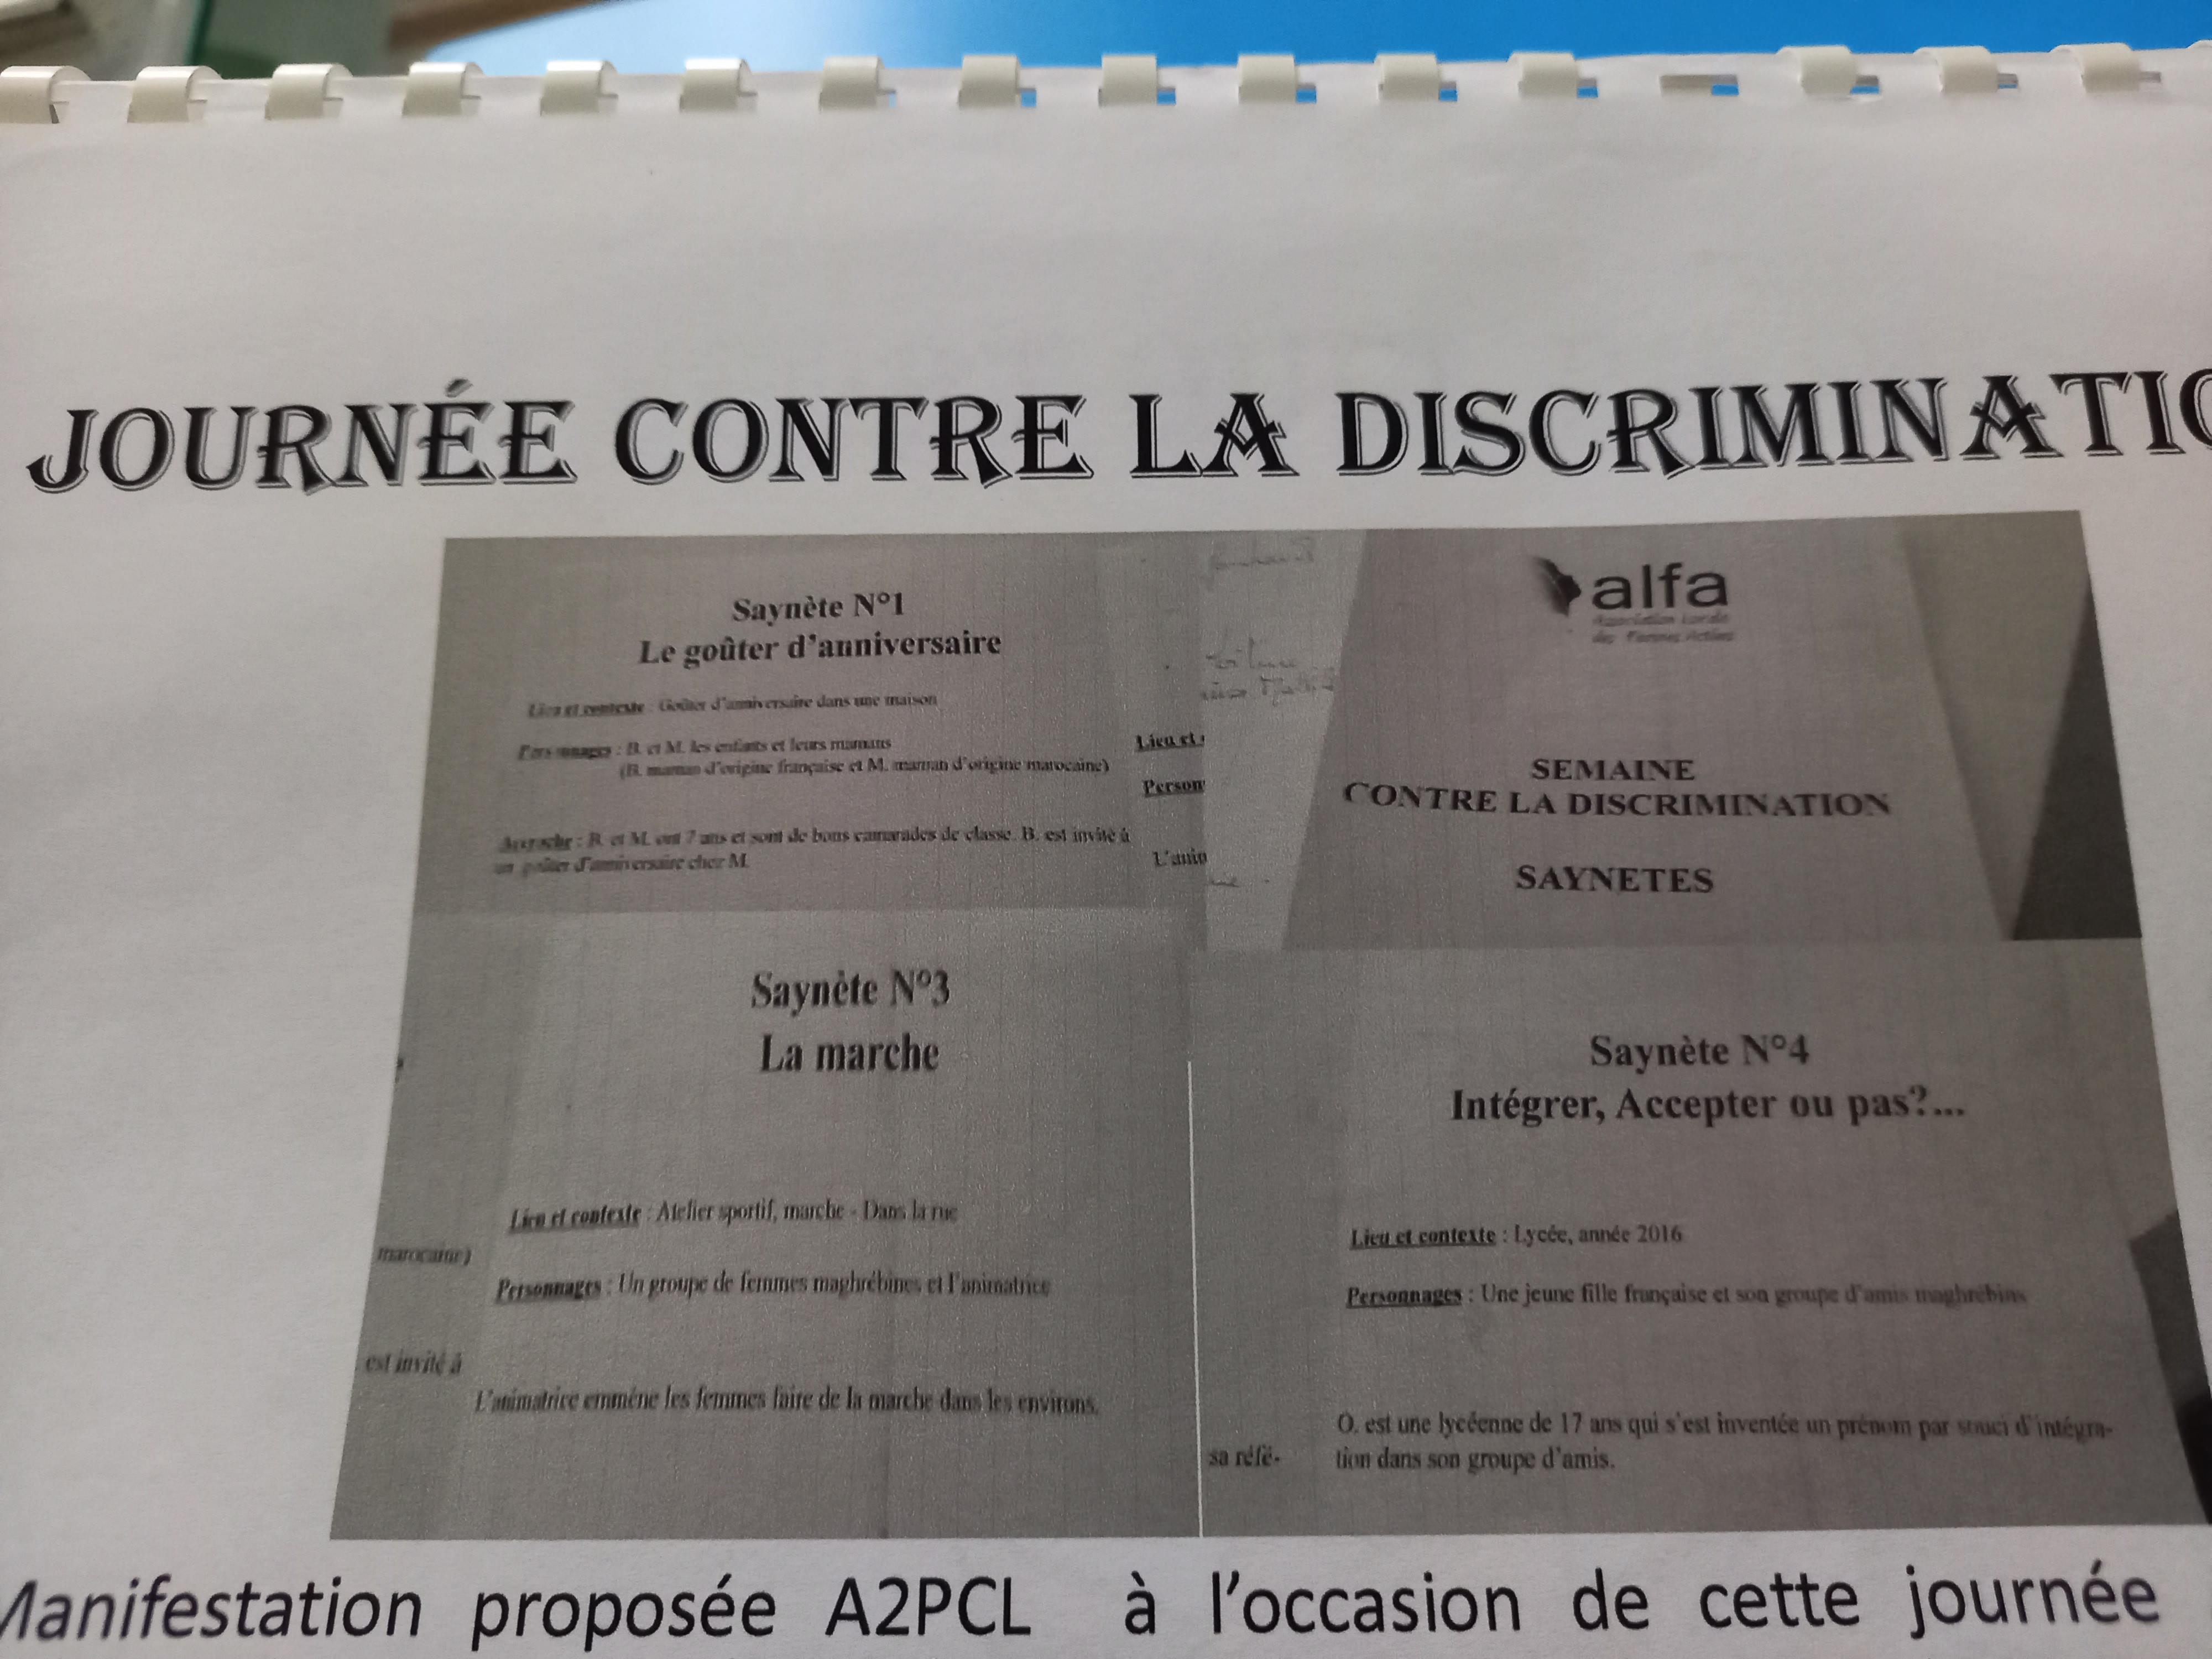 JOURNÉE CONTRE LA DISCRIMINATIO
Saynète N°1
Le goûter d'anniversaire
Lieu et contexte : Goûter d'anniversaire dans une maison
Personnages : B. et M. les enfants et leurs mamans
(B. maman d'origine française et M. maman d'origine marocaine)
Accroche : B. et M. ont 7 ans et sont de bons camarades de classe. B. est invité à
un goûter d'anniversaire chez M.
Lieu et
Person
L'anim
alfa
Association Locale
des Femmes Actives
SEMAINE
CONTRE LA DISCRIMINATION
SAYNETES
Saynète N°3
La marche
Lieu et contexte : Atelier sportif, marche - Dans la rue
marocaine)
Personnages : Un groupe de femmes maghrébines et l'animatrice
est invité à
L'animatrice emmène les femmes faire de la marche dans les environs.
Saynète N°4
Intégrer, Accepter ou pas?...
Lieu et contexte : Lycée, année 2016
Personnages : Une jeune fille française et son groupe d'amis maghrébins
O. est une lycéenne de 17 ans qui s'est inventée un prénom par souci d'intégra-
sa réfé-
tion dans son groupe d'amis.
Manifestation proposée A2PCL à l'occasion de cette journée